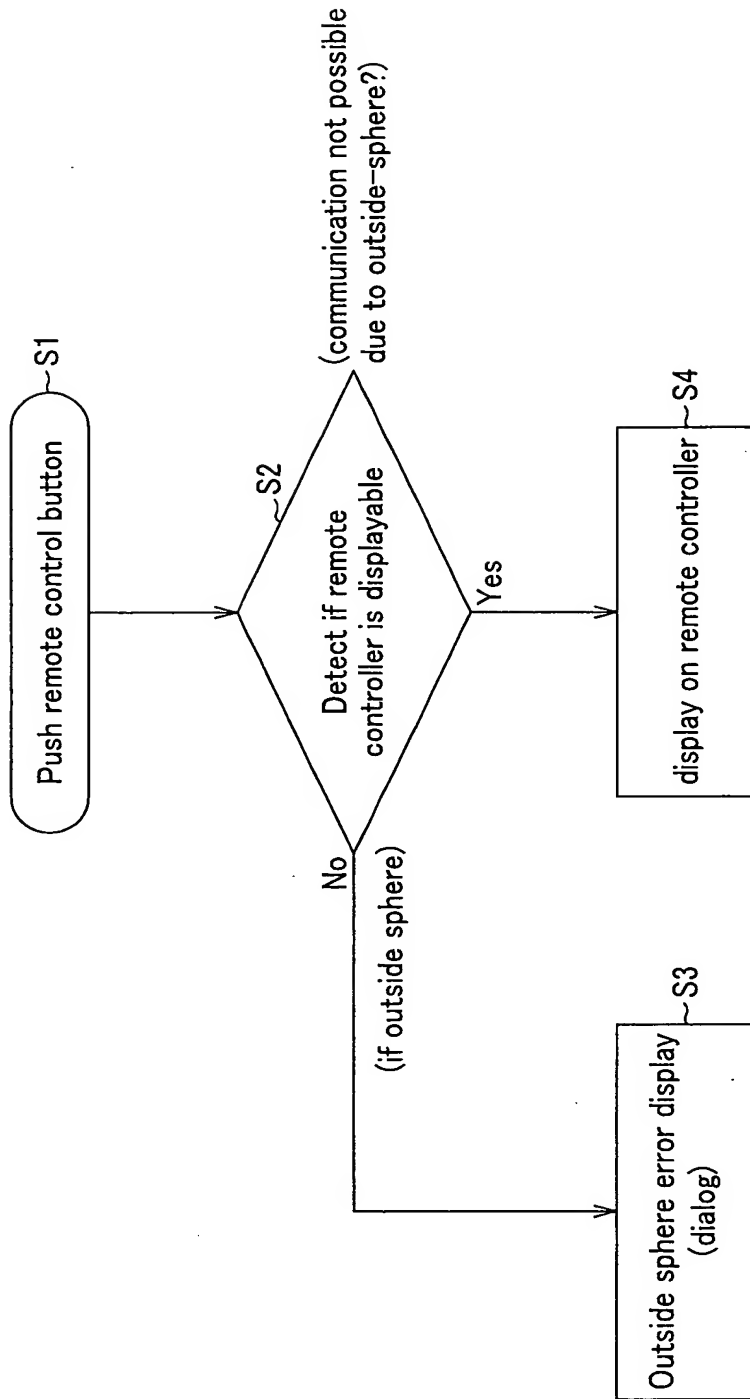 Push remote control button
S1
S2
Detect if remote
controller is displayable
(communication not possible
due to outside-sphere?)
No
(if outside sphere)
Yes
Outside sphere error display
(dialog)
S3
display on remote controller
S4